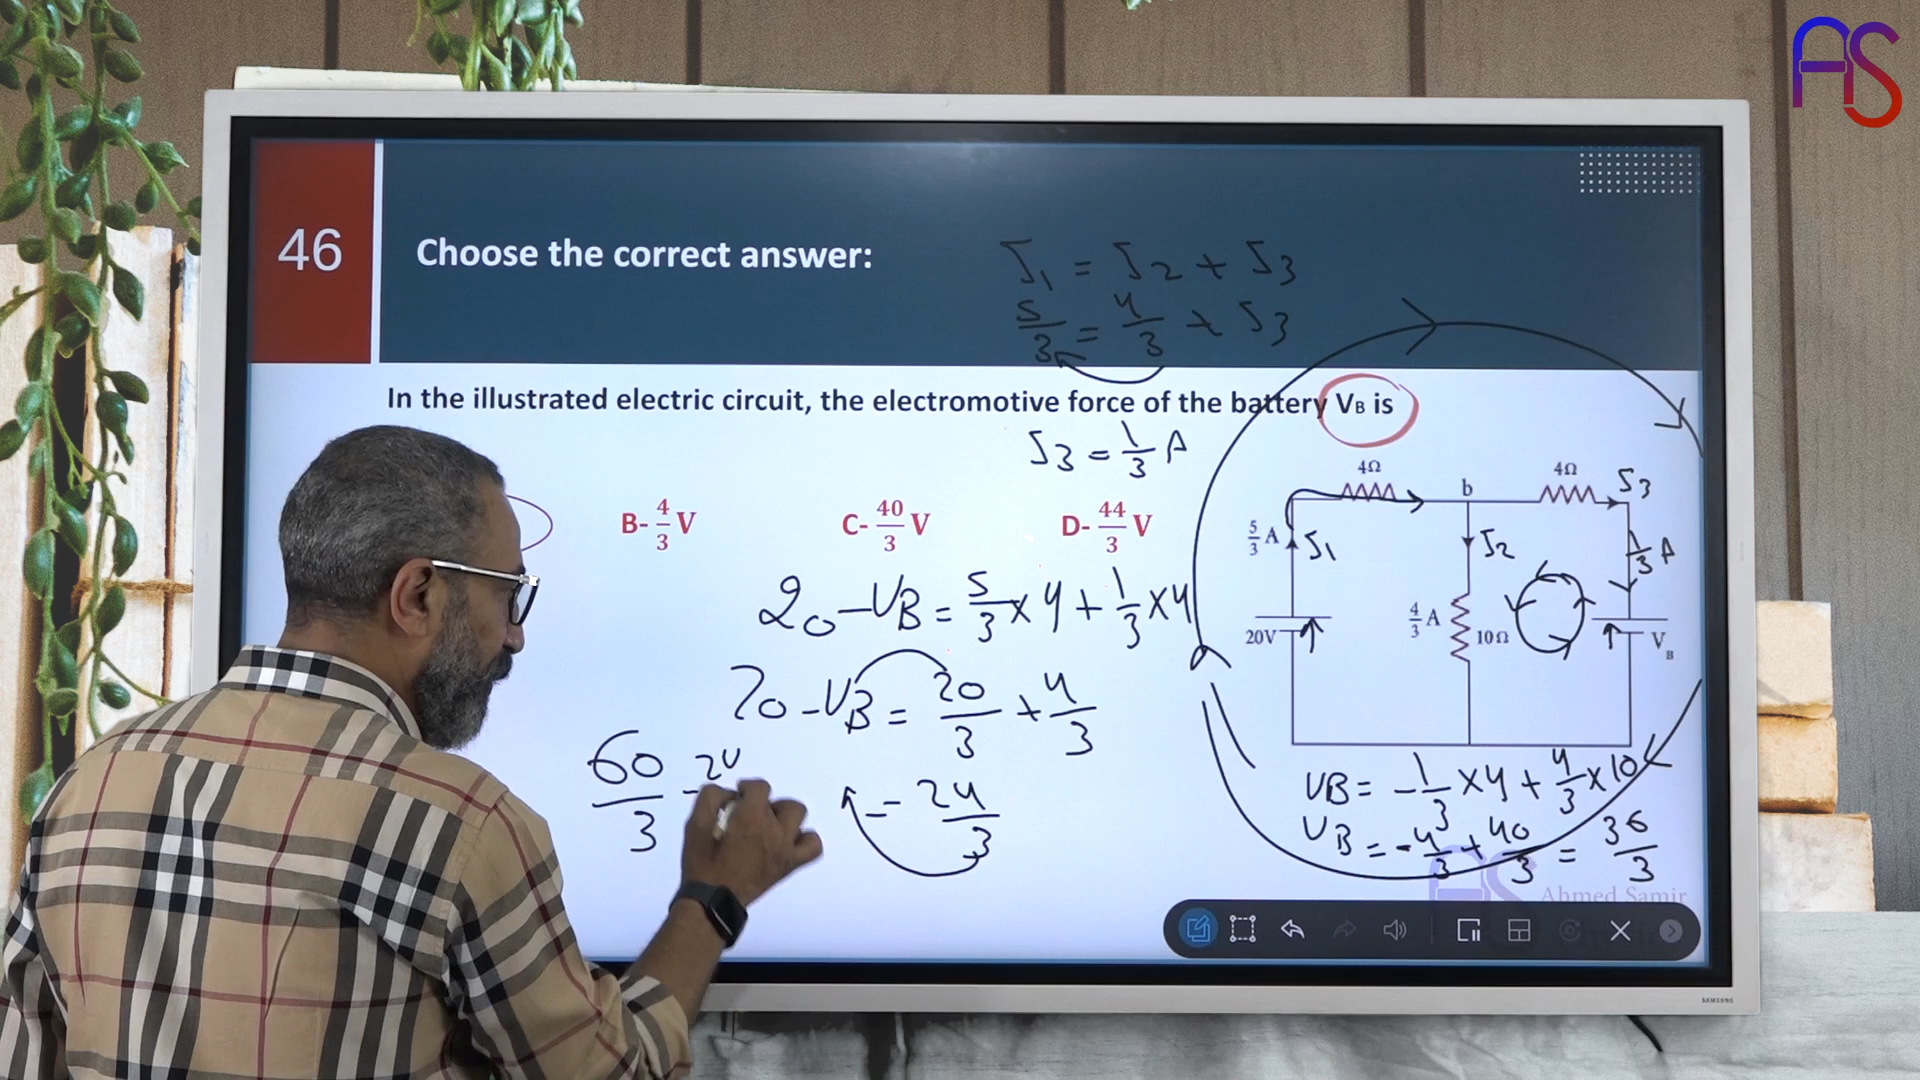 AS
46
Choose the correct answer:
I₁ = I₂ + I₃
5/3 = 4/3 + I₃
In the illustrated electric circuit, the electromotive force of the battery VB is
I₃ = 1/3 A
B- 4/3 V
C- 40/3 V
D- 44/3 V
20 - VB = 5/3 × 4 + 1/3 × 4
20 - VB = 20/3 + 4/3
60/3 - 24
= 24/3
4Ω
b
4Ω
I₃
5/3 A
I₁
I₂
1/3 A
4/3 A
10Ω
20V
VB
VB = -1/3 × 4 + 4/3 × 10
VB = -4/3 + 40/3 = 36/3
Ahmed Samir
SAMSUNG